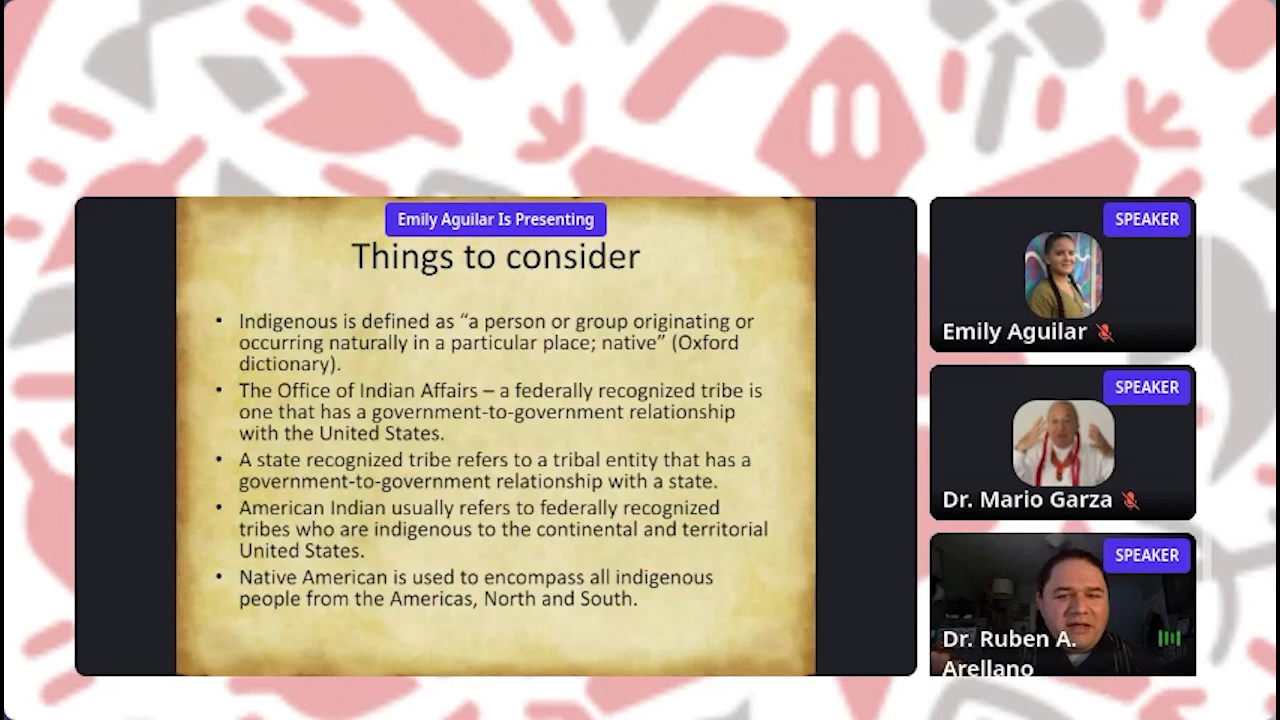 Emily Aguilar Is Presenting
Things to consider
• Indigenous is defined as “a person or group originating or
occurring naturally in a particular place; native” (Oxford
dictionary).
• The Office of Indian Affairs – a federally recognized tribe is
one that has a government-to-government relationship
with the United States.
• A state recognized tribe refers to a tribal entity that has a
government-to-government relationship with a state.
• American Indian usually refers to federally recognized
tribes who are indigenous to the continental and territorial
United States.
• Native American is used to encompass all indigenous
people from the Americas, North and South.
SPEAKER
Emily Aguilar
SPEAKER
Dr. Mario Garza
SPEAKER
Dr. Ruben A.
Arellano